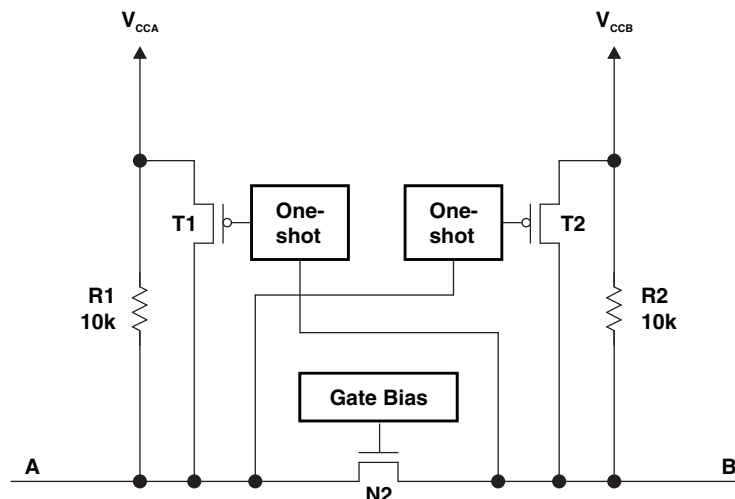 VCCA
VCCB
One-shot
One-shot
T1
T2
R1
10k
R2
10k
Gate Bias
A
B
N2